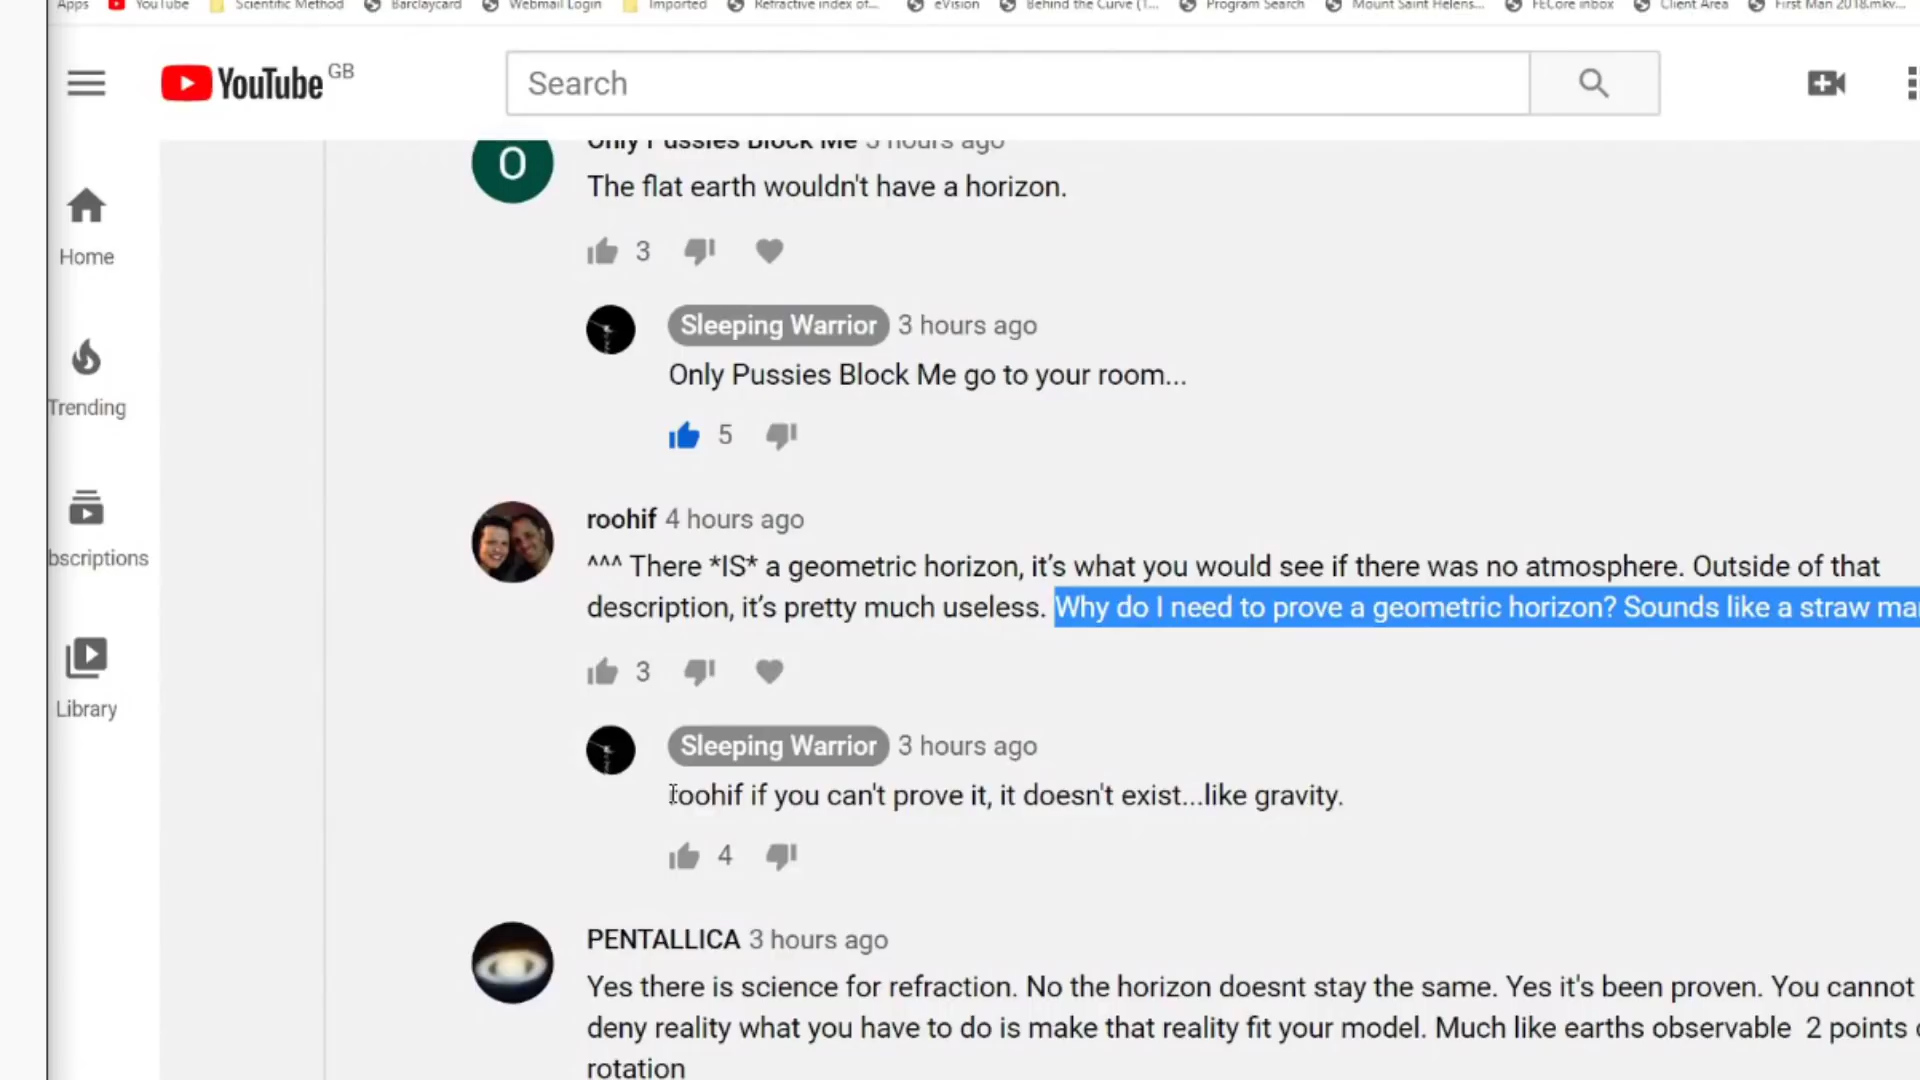 Apps YouTube Scientific Method Barclaycard Webmail Login Imported Refractive index of... eVision Behind the Curve (1... Program Search Mount Saint Helens... FECore inbox Client Area First Man 2018.mkv...
YouTube GB
Search
Only Pussies Block Me 3 hours ago
O
The flat earth wouldn't have a horizon.
Home
3
Sleeping Warrior 3 hours ago
Only Pussies Block Me go to your room...
Trending
5
roohif 4 hours ago
^^^ There *IS* a geometric horizon, it's what you would see if there was no atmosphere. Outside of that
bscriptions
description, it's pretty much useless. Why do I need to prove a geometric horizon? Sounds like a straw ma
3
Library
Sleeping Warrior 3 hours ago
roohif if you can't prove it, it doesn't exist...like gravity.
4
PENTALLICA 3 hours ago
Yes there is science for refraction. No the horizon doesnt stay the same. Yes it's been proven. You cannot
deny reality what you have to do is make that reality fit your model. Much like earths observable 2 points
rotation